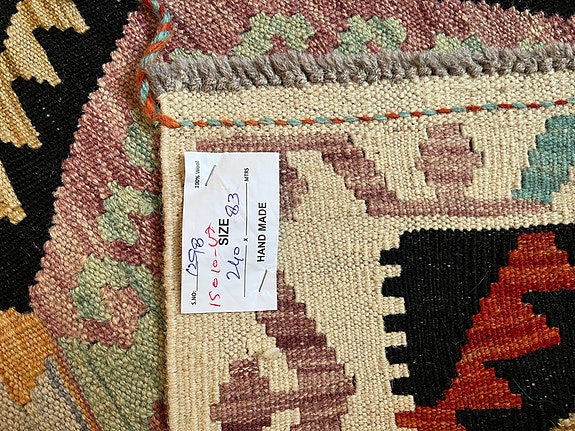 100% Wool
S.NO: 1298
SIZE 240 x 83 MTRS
HAND MADE